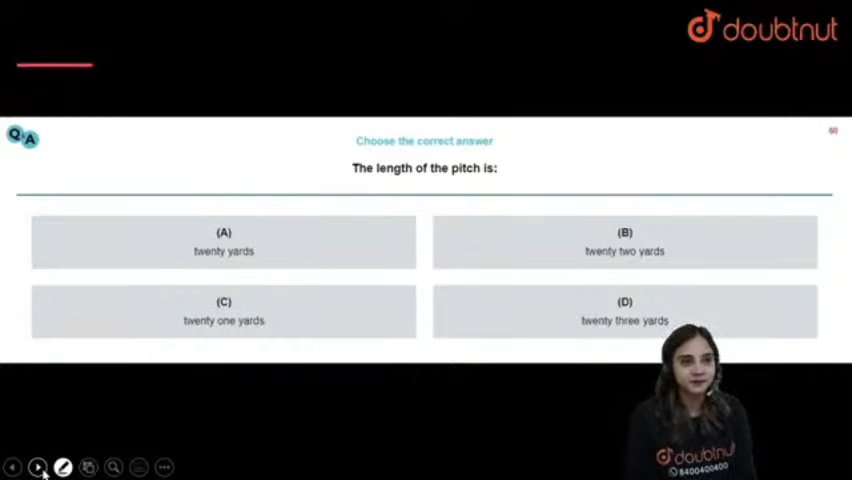 doubtnut
Q A
60
Choose the correct answer
The length of the pitch is:
(A)
twenty yards
(B)
twenty two yards
(C)
twenty one yards
(D)
twenty three yards
doubtnut
8400400400